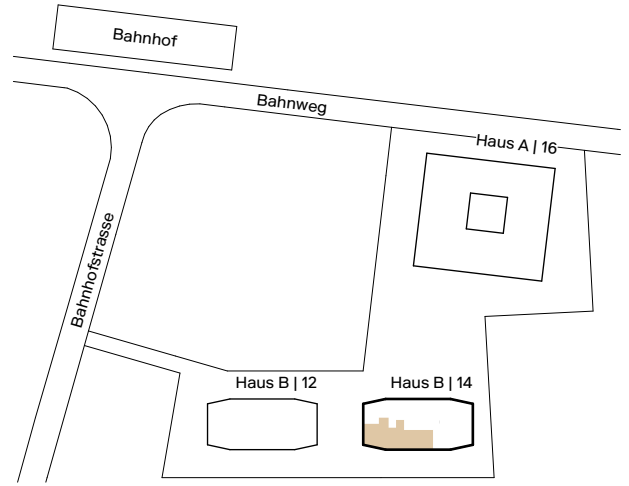 Bahnhof
Bahnweg
Haus A | 16
Bahnhofstrasse
Haus B | 12
Haus B | 14